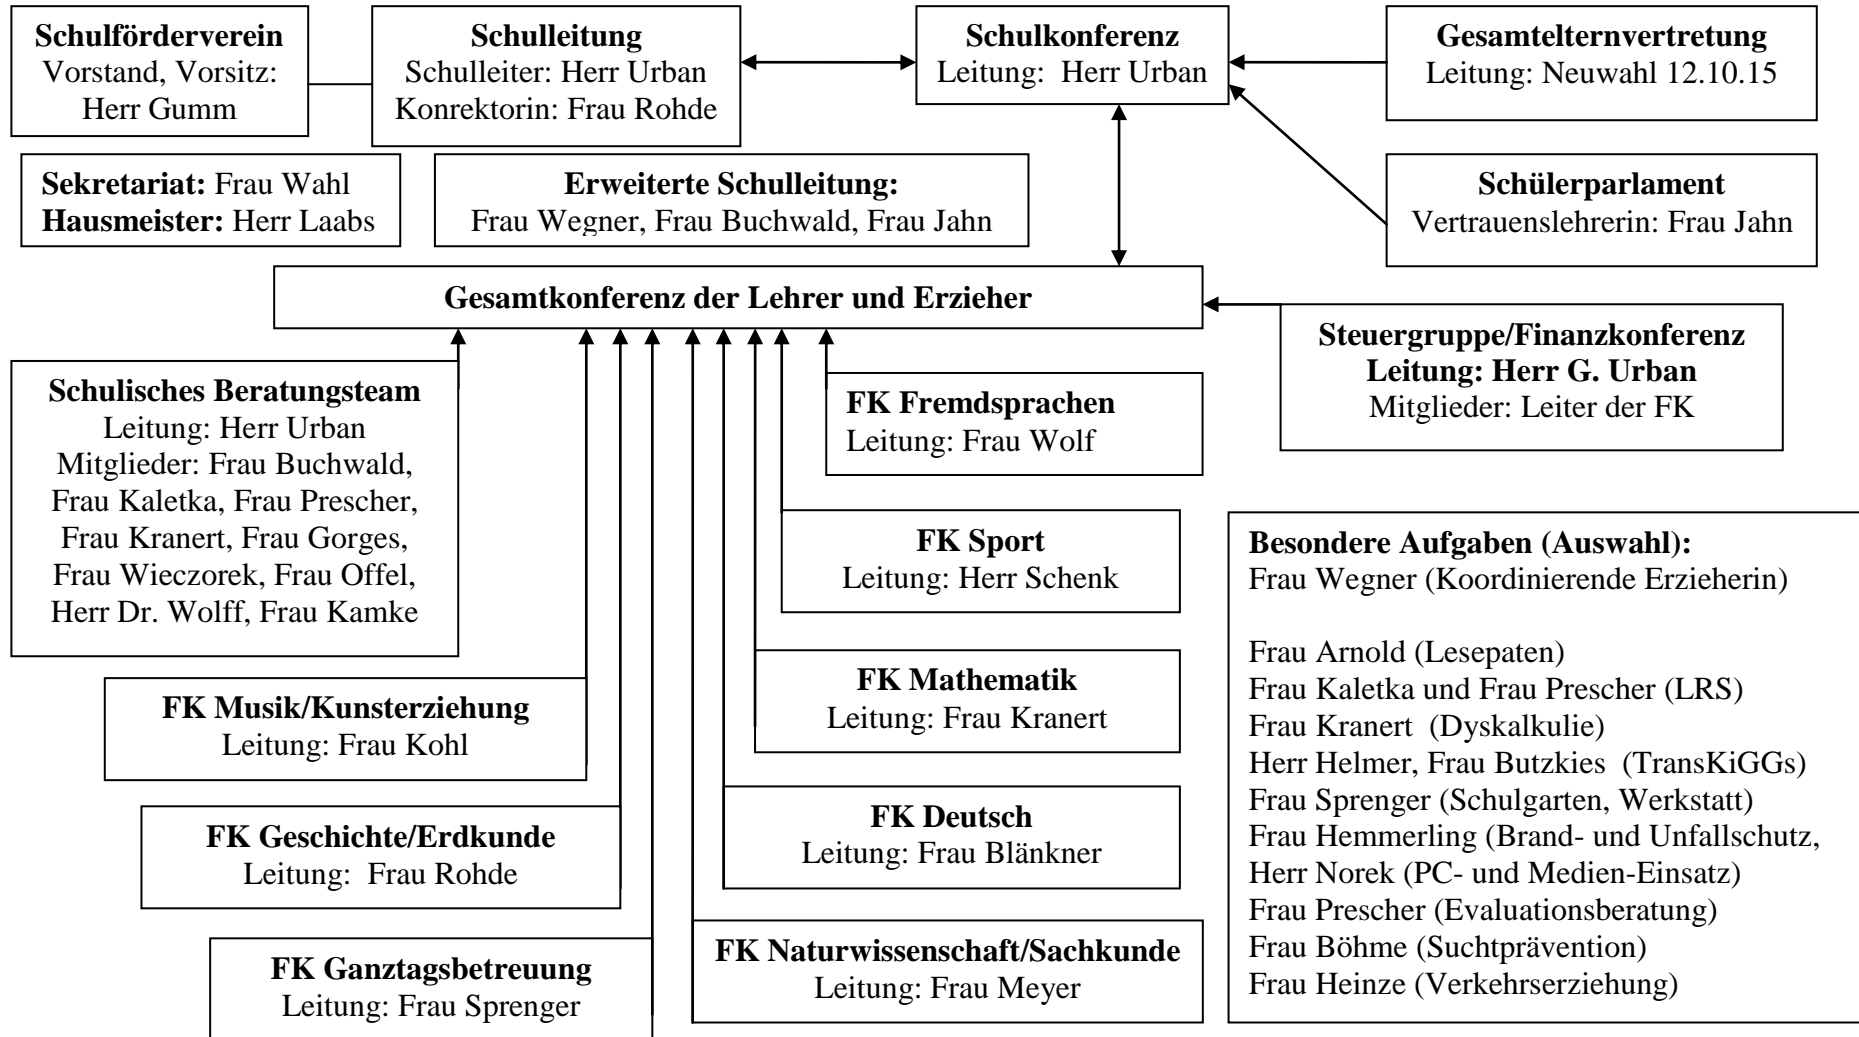 Schulförderverein
Vorstand, Vorsitz:
Herr Gumm
Schulleitung
Schulleiter: Herr Urban
Konrektorin: Frau Rohde
Schulkonferenz
Leitung:  Herr Urban
Gesamtelternvertretung
Leitung: Neuwahl 12.10.15
Sekretariat: Frau Wahl
Hausmeister: Herr Laabs
Erweiterte Schulleitung:
Frau Wegner, Frau Buchwald, Frau Jahn
Schülerparlament
Vertrauenslehrerin: Frau Jahn
Gesamtkonferenz der Lehrer und Erzieher
Steuergruppe/Finanzkonferenz
Leitung: Herr G. Urban
Mitglieder: Leiter der FK
Schulisches Beratungsteam
Leitung: Herr Urban
Mitglieder: Frau Buchwald,
Frau Kaletka, Frau Prescher,
Frau Kranert, Frau Gorges,
Frau Wieczorek, Frau Offel,
Herr Dr. Wolff, Frau Kamke
FK Fremdsprachen
Leitung: Frau Wolf
FK Sport
Leitung: Herr Schenk
FK Mathematik
Leitung: Frau Kranert
FK Musik/Kunsterziehung
Leitung: Frau Kohl
FK Deutsch
Leitung: Frau Blänkner
FK Geschichte/Erdkunde
Leitung:  Frau Rohde
FK Naturwissenschaft/Sachkunde
Leitung: Frau Meyer
FK Ganztagsbetreuung
Leitung: Frau Sprenger
Besondere Aufgaben (Auswahl):
Frau Wegner (Koordinierende Erzieherin)
Frau Arnold (Lesepaten)
Frau Kaletka und Frau Prescher (LRS)
Frau Kranert  (Dyskalkulie)
Herr Helmer, Frau Butzkies  (TransKiGGs)
Frau Sprenger (Schulgarten, Werkstatt)
Frau Hemmerling (Brand- und Unfallschutz,
Herr Norek (PC- und Medien-Einsatz)
Frau Prescher (Evaluationsberatung)
Frau Böhme (Suchtprävention)
Frau Heinze (Verkehrserziehung)